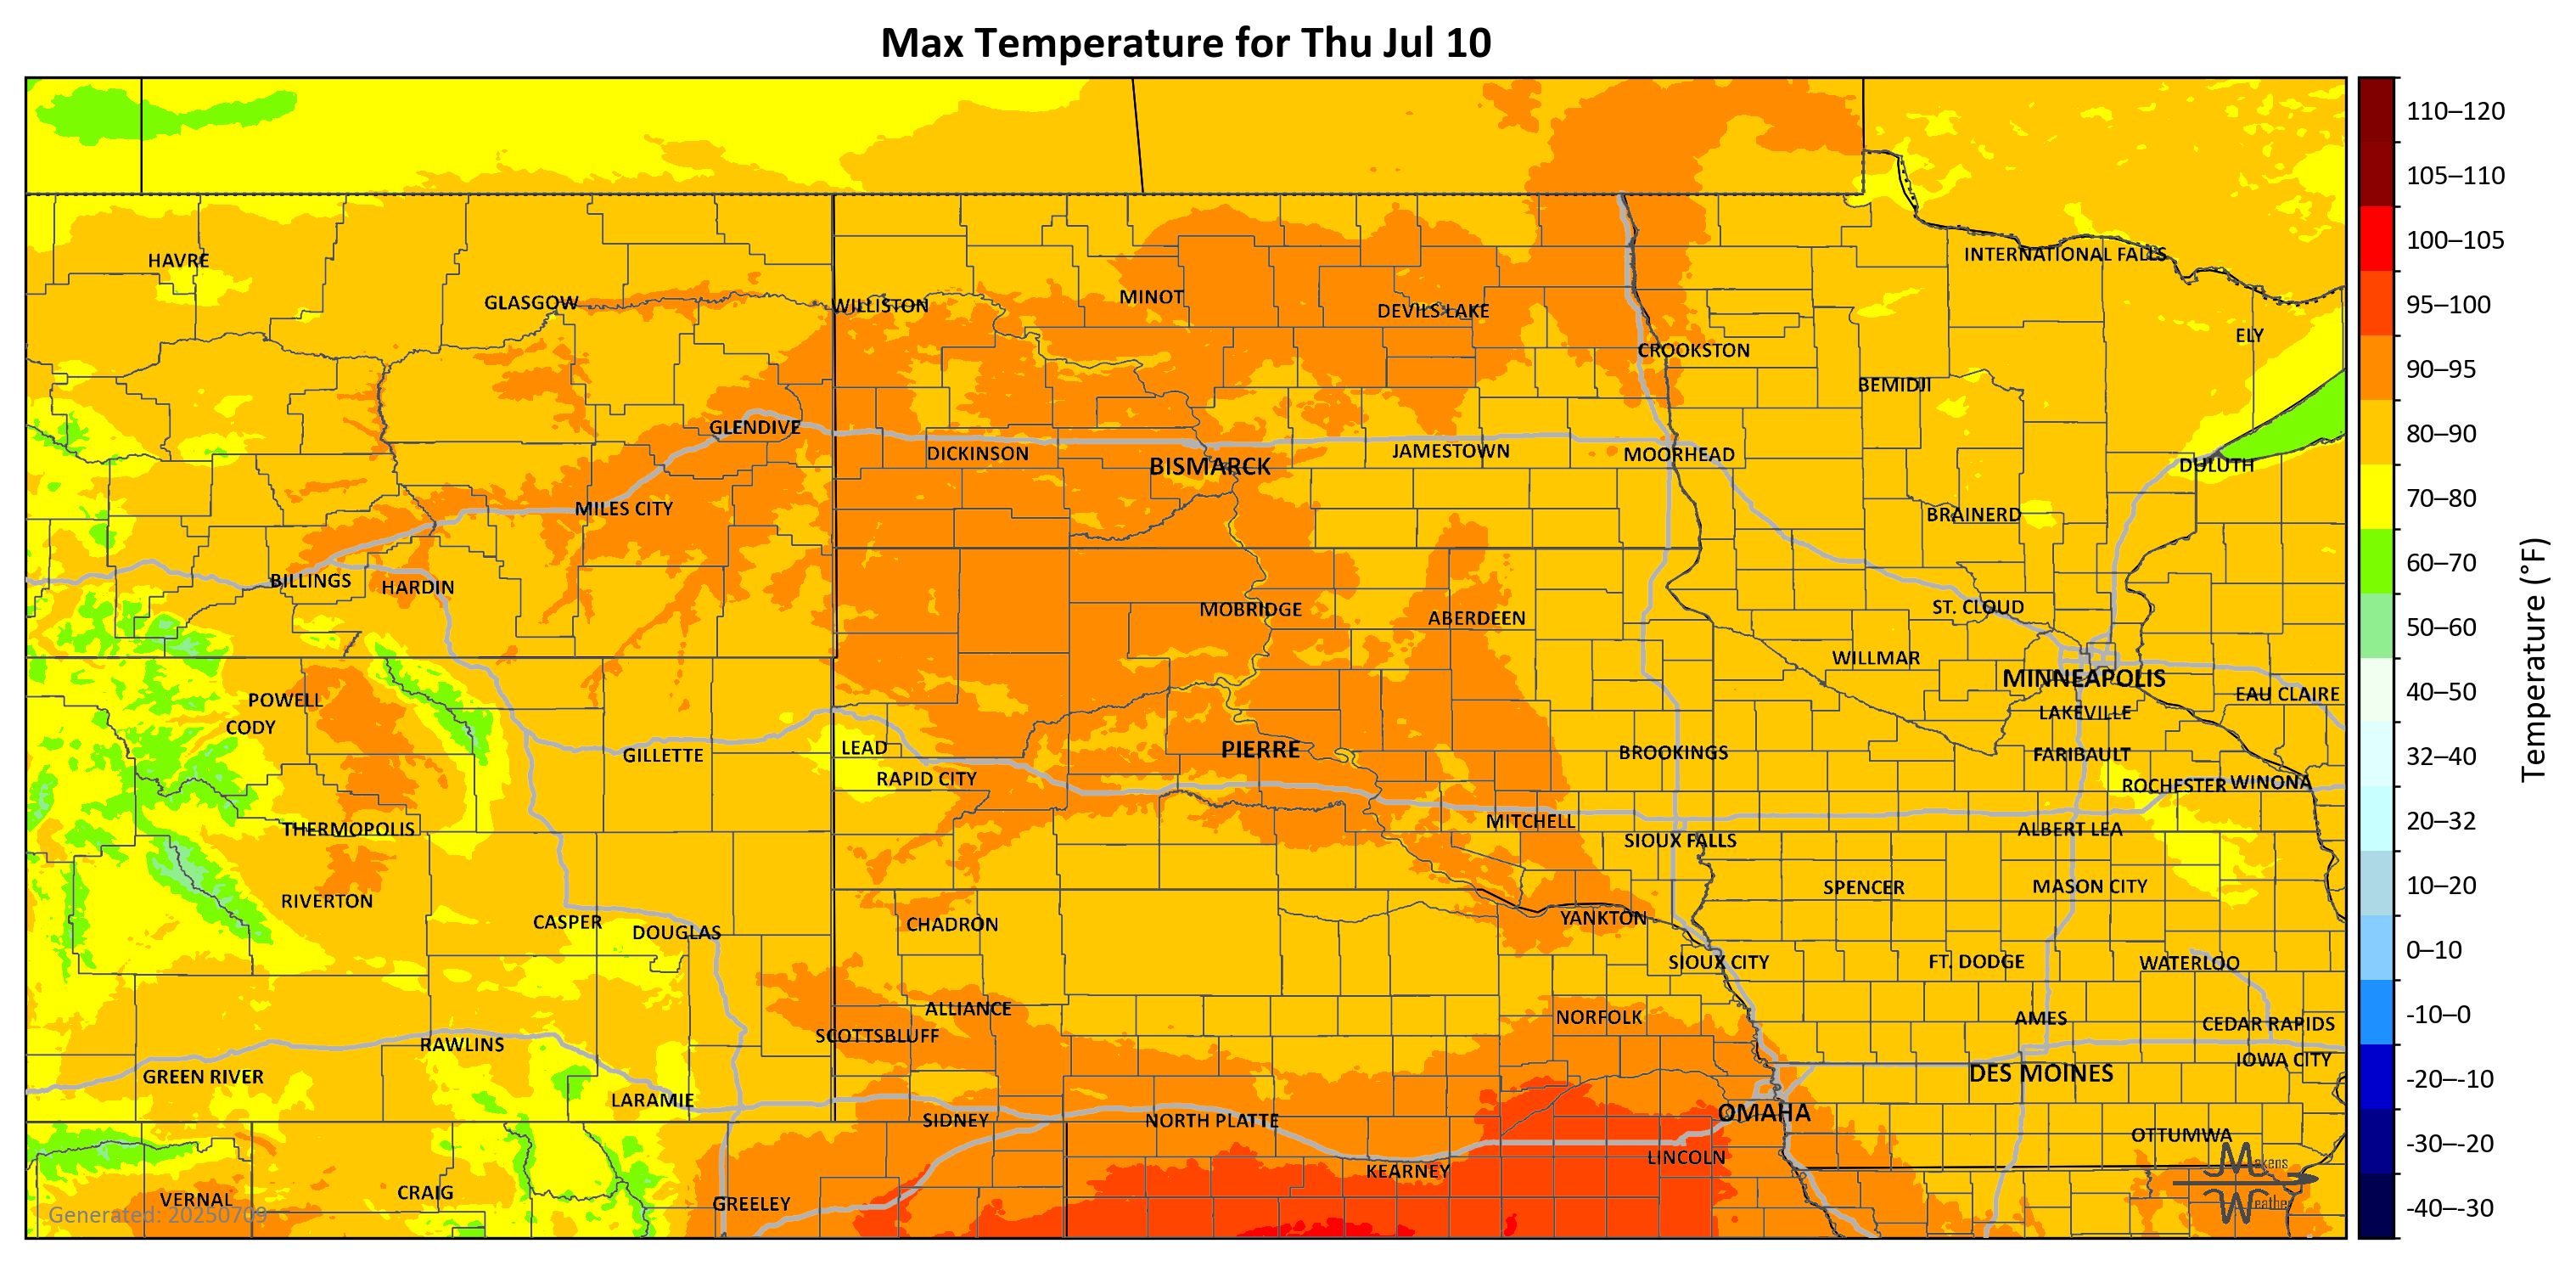 Max Temperature for Thu Jul 10
110–120
105–110
100–105
95–100
90–95
80–90
70–80
60–70
50–60
40–50
32–40
20–32
10–20
0–10
-10–0
-20–-10
-30–-20
-40–-30
Temperature (°F)
HAVRE
GLASGOW
WILLISTON
MINOT
DEVILS LAKE
INTERNATIONAL FALLS
ELY
CROOKSTON
BEMIDJI
GLENDIVE
DICKINSON
BISMARCK
JAMESTOWN
MOORHEAD
DULUTH
MILES CITY
BRAINERD
BILLINGS
HARDIN
MOBRIDGE
ABERDEEN
ST. CLOUD
WILLMAR
MINNEAPOLIS
EAU CLAIRE
POWELL
CODY
LAKEVILLE
GILLETTE
LEAD
RAPID CITY
PIERRE
BROOKINGS
FARIBAULT
ROCHESTER
WINONA
THERMOPOLIS
MITCHELL
SIOUX FALLS
ALBERT LEA
RIVERTON
SPENCER
MASON CITY
CASPER
DOUGLAS
CHADRON
YANKTON
SIOUX CITY
FT. DODGE
WATERLOO
ALLIANCE
SCOTTSBLUFF
NORFOLK
AMES
CEDAR RAPIDS
RAWLINS
IOWA CITY
GREEN RIVER
DES MOINES
LARAMIE
SIDNEY
NORTH PLATTE
OMAHA
OTTUMWA
KEARNEY
LINCOLN
VERNAL
CRAIG
GREELEY
Generated: 20250709
Makens
Weather